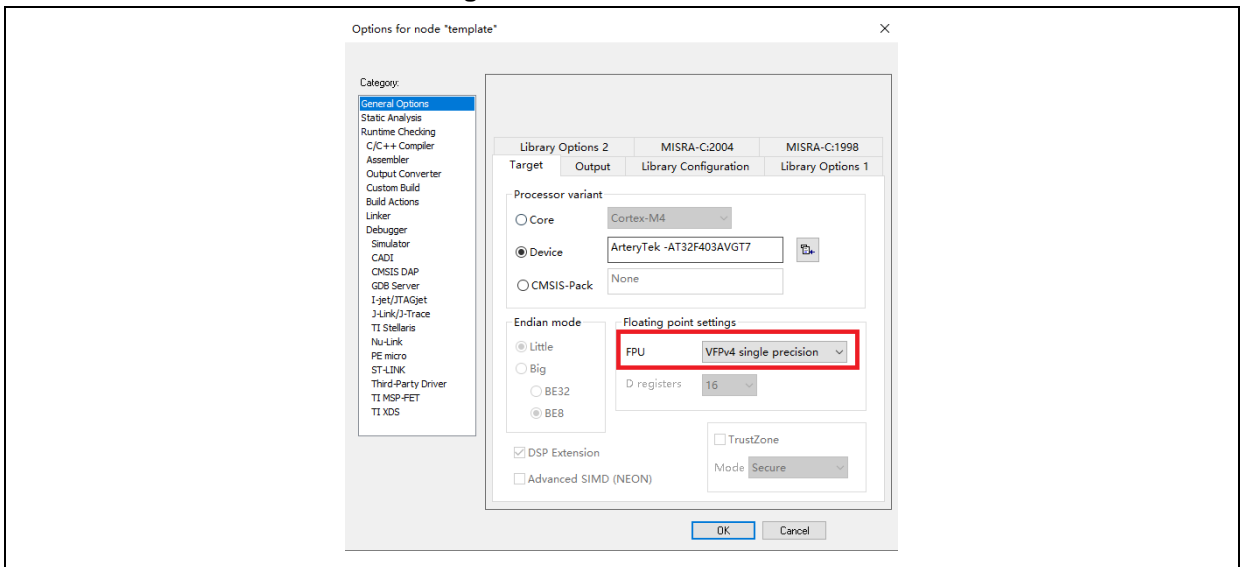 Options for node "template"
Category:
General Options
Static Analysis
Runtime Checking
C/C++ Compiler
Assembler
Output Converter
Custom Build
Build Actions
Linker
Debugger
Simulator
CADI
CMSIS DAP
GDB Server
I-jet/JTAGjet
J-Link/J-Trace
TI Stellaris
Nu-Link
PE micro
ST-LINK
Third-Party Driver
TI MSP-FET
TI XDS
Library Options 2 MISRA-C:2004 MISRA-C:1998
Target Output Library Configuration Library Options 1
Processor variant
Core Cortex-M4
Device ArteryTek -AT32F403AVGT7
CMSIS-Pack None
Endian mode
Little
Big
BE32
BE8
Floating point settings
FPU VFPv4 single precision
D registers 16
DSP Extension
Advanced SIMD (NEON)
TrustZone
Mode Secure
OK Cancel